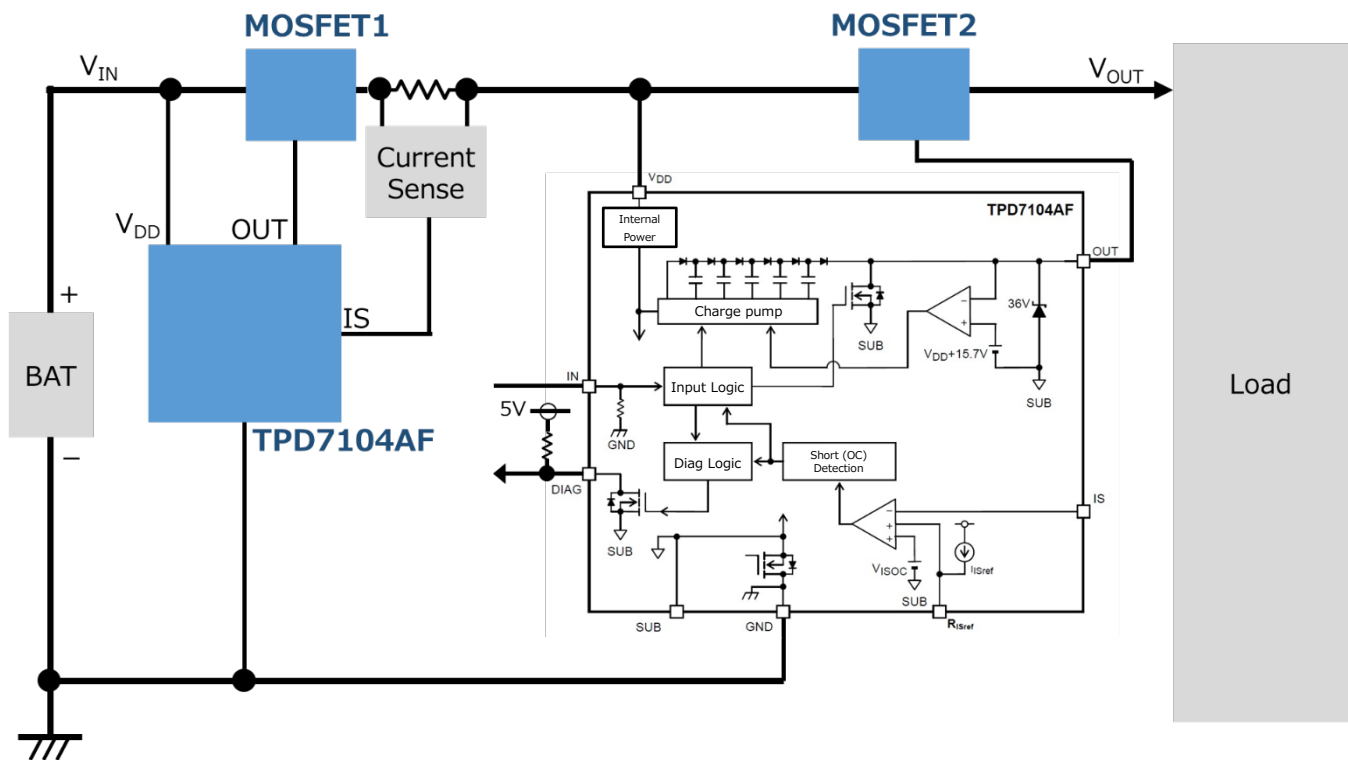 MOSFET1
MOSFET2
VIN
VOUT
Current
Sense
VDD
OUT
IS
+
BAT
−
TPD7104AF
VDD
TPD7104AF
Internal
Power
OUT
Charge pump
SUB
−
+
36V
VDD+15.7V
SUB
IN
Input Logic
5V
GND
Diag Logic
Short (OC)
Detection
DIAG
SUB
IS
−
+
+
VISOC
IISref
SUB
SUB
GND
RISref
Load